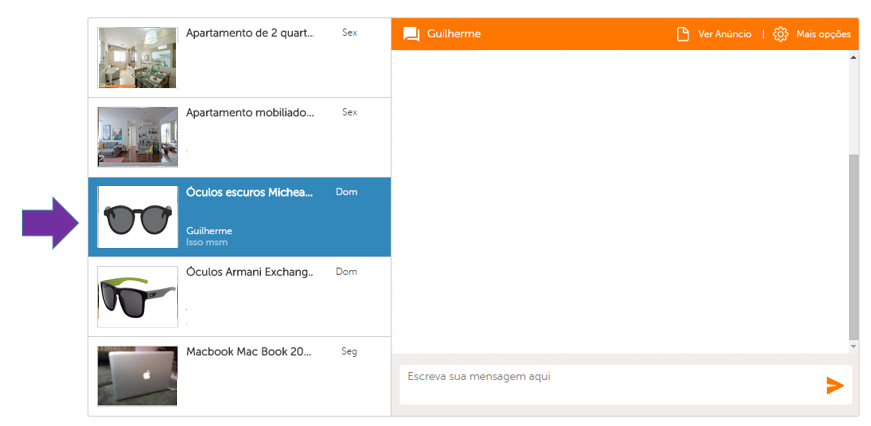 Apartamento de 2 quart... Sex
Apartamento mobiliado... Sex
Óculos escuros Michea... Dom
Guilherme
Isso msm
Óculos Armani Exchang.. Dom
Macbook Mac Book 20... Seg
Guilherme Ver Anúncio | Mais opções
Escreva sua mensagem aqui